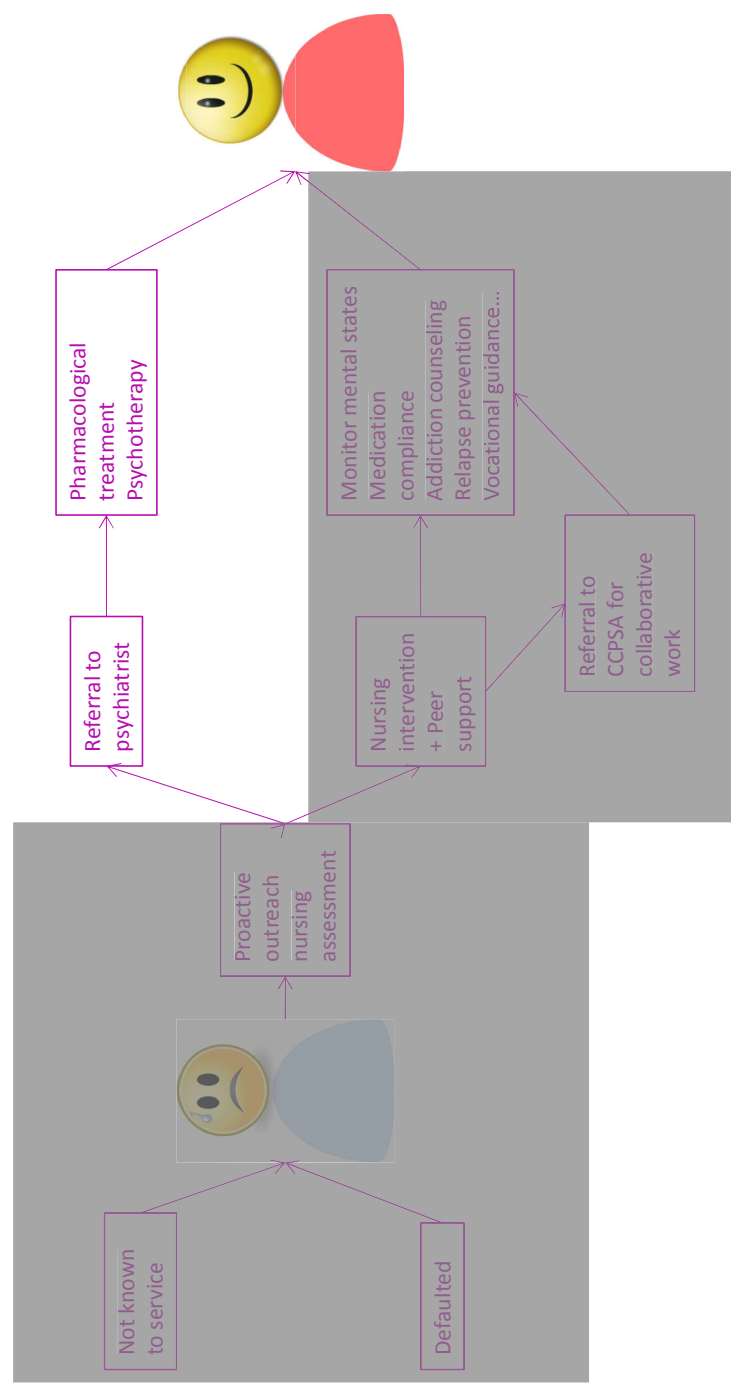 Not known
to service
Defaulted
Proactive
outreach
nursing
assessment
Referral to
psychiatrist
Nursing
intervention
+ Peer
support
Referral to
CCPSA for
collaborative
work
Pharmacological
treatment
Psychotherapy
Monitor mental states
Medication
compliance
Addiction counseling
Relapse prevention
Vocational guidance...